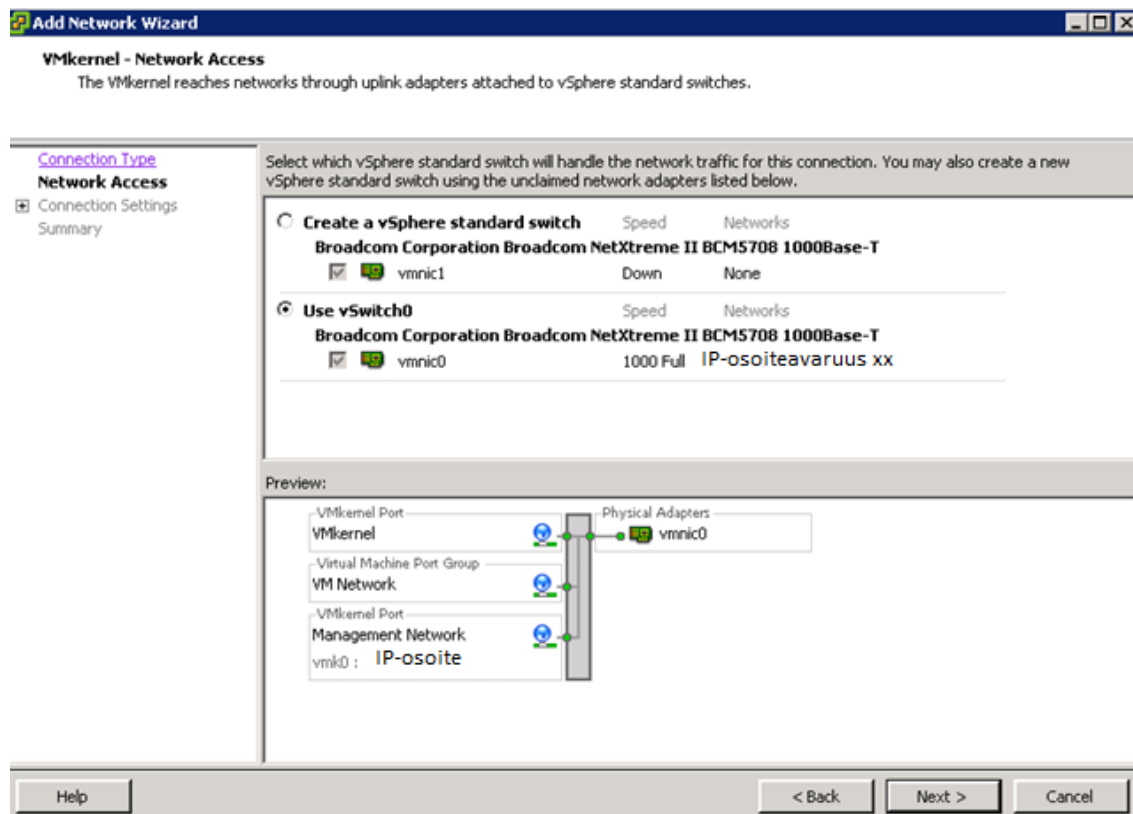 Add Network Wizard
VMkernel - Network Access
The VMkernel reaches networks through uplink adapters attached to vSphere standard switches.
Connection Type
Network Access
Connection Settings
Summary
Select which vSphere standard switch will handle the network traffic for this connection. You may also create a new
vSphere standard switch using the unclaimed network adapters listed below.
Create a vSphere standard switch Speed Networks
Broadcom Corporation Broadcom NetXtreme II BCM5708 1000Base-T
vmnic1 Down None
Use vSwitch0 Speed Networks
Broadcom Corporation Broadcom NetXtreme II BCM5708 1000Base-T
vmnic0 1000 Full IP-osoiteavaruus xx
Preview:
VMkernel Port
VMkernel
Physical Adapters
vmnic0
Virtual Machine Port Group
VM Network
VMkernel Port
Management Network
vmk0 : IP-osoite
Help < Back Next > Cancel